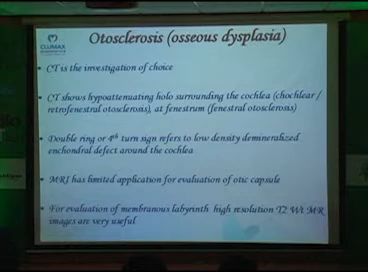 Otosclerosis (osseous dysplasia)
CLUMAX
• CT is the investigation of choice
• CT shows hypoattenuating holo surrounding the cochlea (chochlear /
retrofenestral otosclerosis), at fenestrum (fenestral otosclerosis)
• Double ring or 4th turn sign refers to low density demineralized
enchondral defect around the cochlea
• MRI has limited application for evaluation of otic capsule
• For evaluation of membranous labyrinth high resolution T2 Wt MR
images are very useful